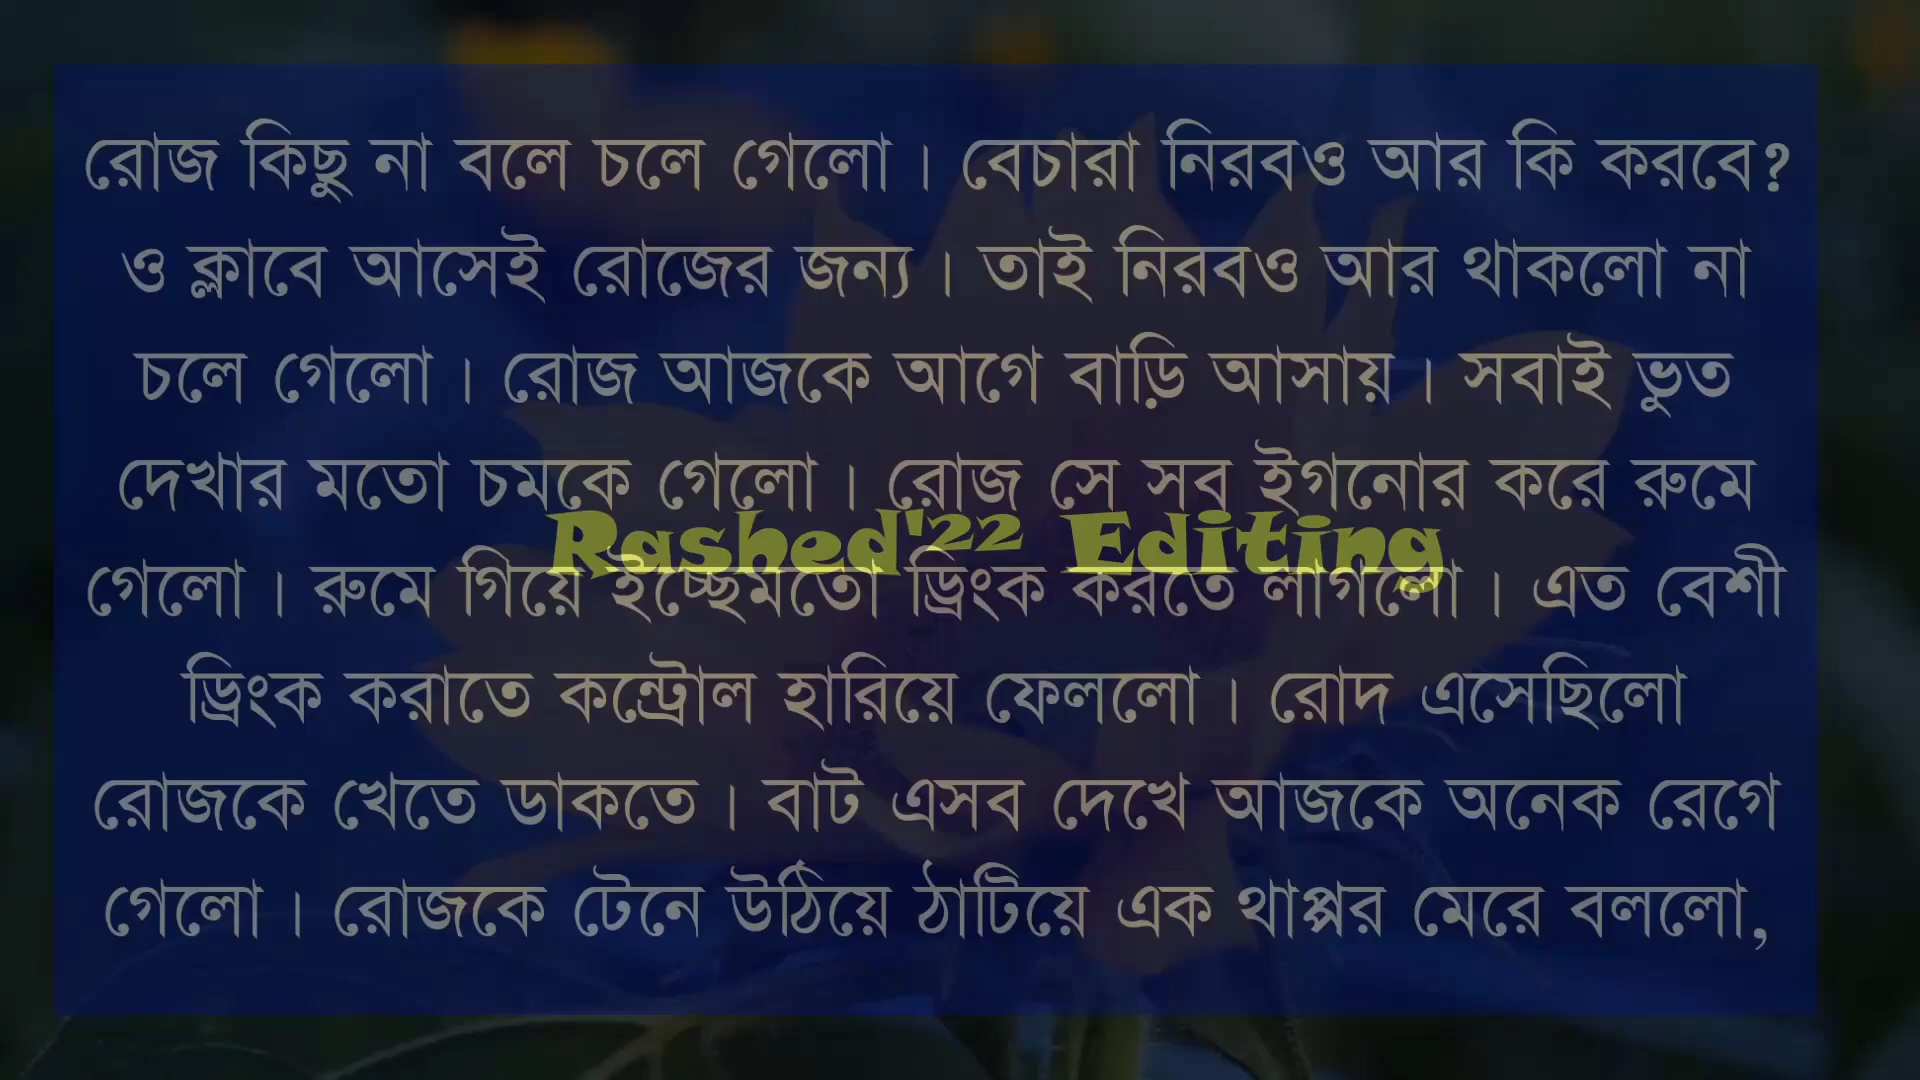 রোজ কিছু না বলে চলে গেলো । বেচারা নিরবও আর কি করবে?
ও ক্লাবে আসেই রোজের জন্য । তাই নিরবও আর থাকলো না
চলে গেলো । রোজ আজকে আগে বাড়ি আসায় । সবাই ভুত
দেখার মতো চমকে গেলো । রোজ সে সব ইগনোর করে রুমে
Rashed'22 Editing
গেলো । রুমে গিয়ে ইচ্ছেমতো ড্রিংক করতে লাগলো । এত বেশী
ড্রিংক করাতে কন্ট্রোল হারিয়ে ফেললো । রোদ এসেছিলো
রোজকে খেতে ডাকতে । বাট এসব দেখে আজকে অনেক রেগে
গেলো । রোজকে টেনে উঠিয়ে ঠাটিয়ে এক থাপ্পর মেরে বললো,